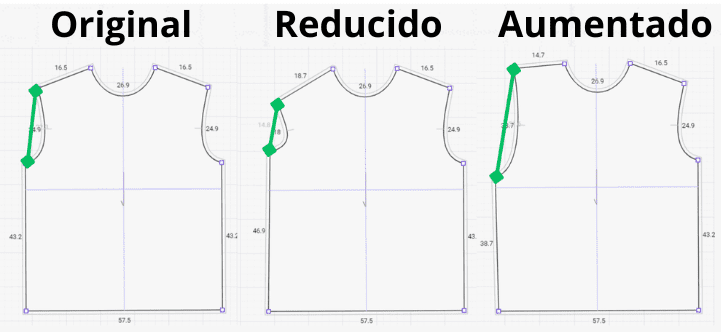 Original Reducido Aumentado
16.5 16.5 18.7 16.5 14.7 16.5
26.9 26.9 26.9
24.9 24.9 24.9 24.9
43.2 43.2 46.9 43. 38.7 43.2
57.5 57.5 57.5